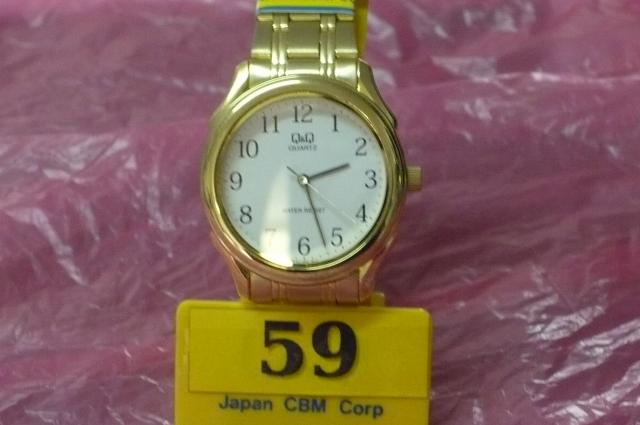 12
11 1
Q&Q
QUARTZ
10 2
9 3
WATER RESIST
8 4
7 5
6
59
Japan CBM Corp